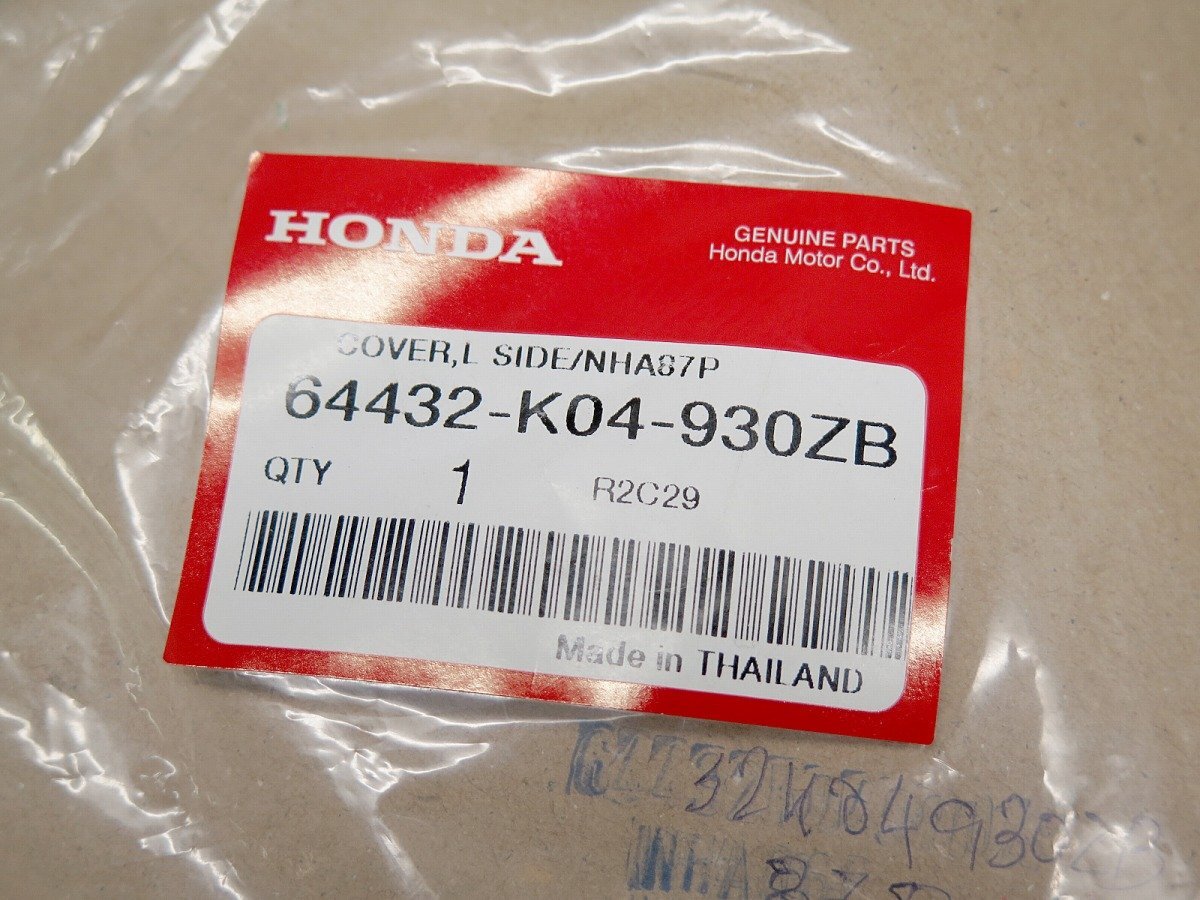 HONDA
GENUINE PARTS
Honda Motor Co., Ltd.
COVER,L SIDE/NHA87P
64432-K04-930ZB
QTY 1 R2C29
Made in THAILAND